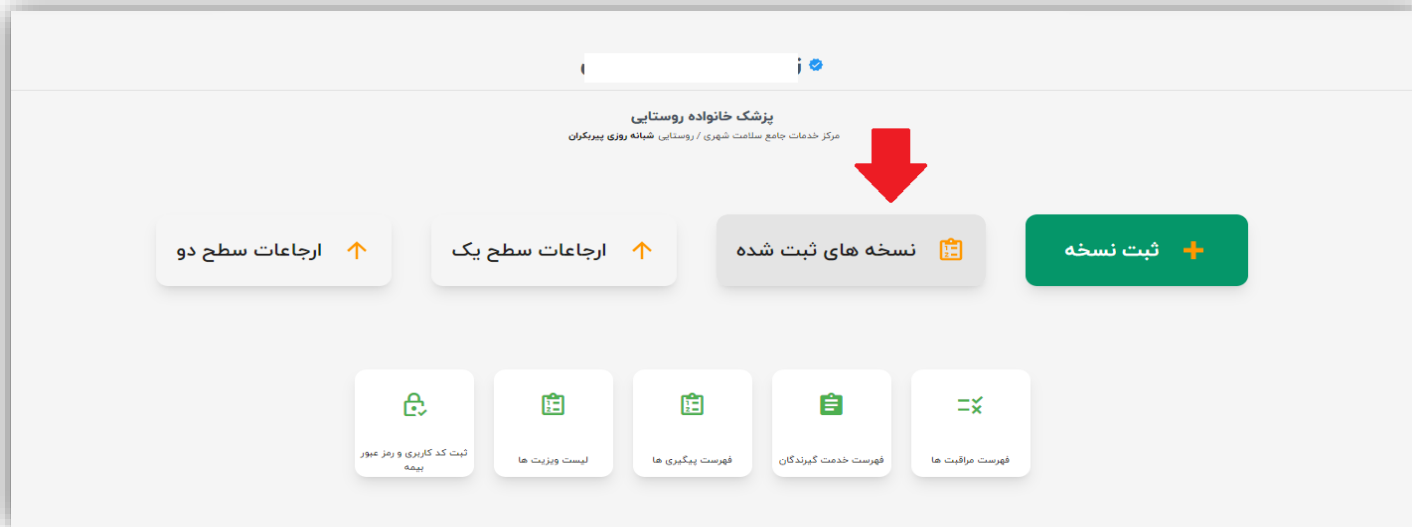 پزشک خانواده روستایی
مرکز خدمات جامع سلامت شهری / روستایی شبانه روزی پیربکران
ثبت نسخه
نسخه های ثبت شده
ارجاعات سطح یک
ارجاعات سطح دو
فهرست مراقبت ها
فهرست خدمت گیرندگان
فهرست پیگیری ها
لیست ویزیت ها
ثبت کد کاربری و رمز عبور
بیمه